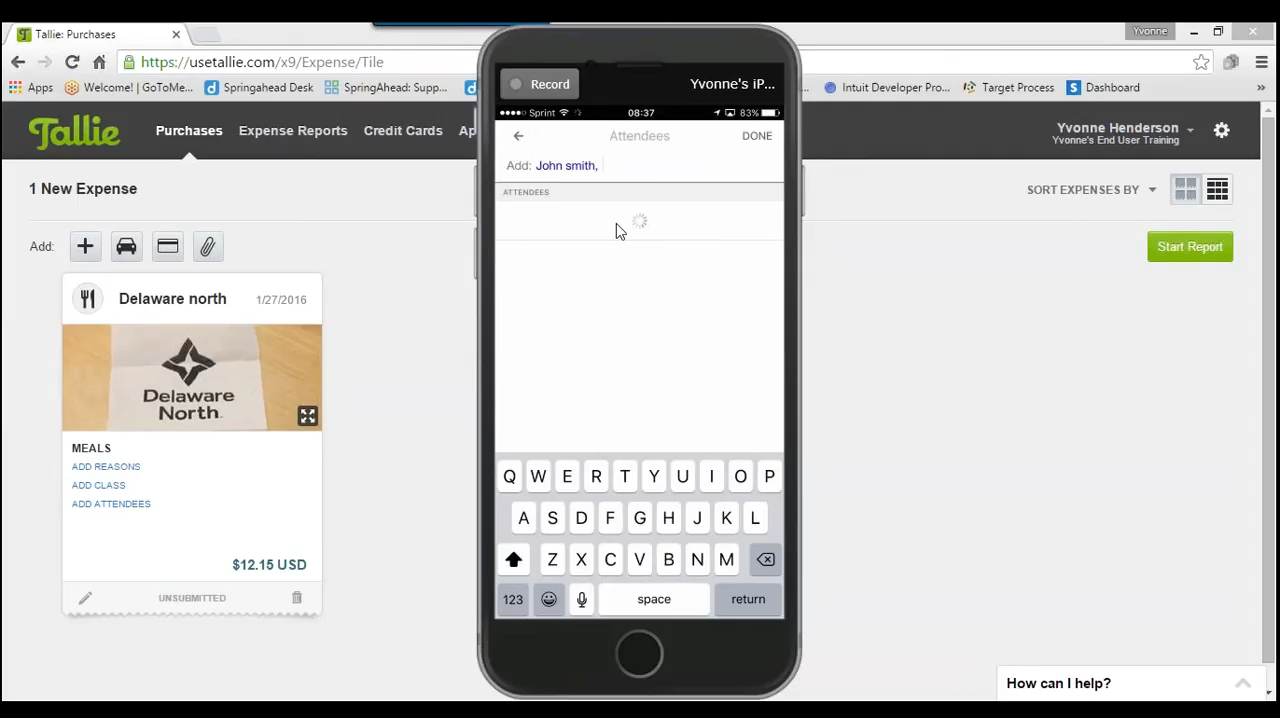 Tallie: Purchases
Yvonne
https://usetallie.com/x9/Expense/Tile
Apps
Welcome! | GoToMe...
Springahead Desk
SpringAhead: Supp...
Intuit Developer Pro...
Target Process
Dashboard
»
Tallie
Purchases
Expense Reports
Credit Cards
Ap
Yvonne Henderson
Yvonne's End User Training
1 New Expense
SORT EXPENSES BY
Add:
Start Report
Delaware north
1/27/2016
Delaware
North
MEALS
ADD REASONS
ADD CLASS
ADD ATTENDEES
$12.15 USD
UNSUBMITTED
Record
Yvonne's iP...
Sprint
08:37
83%
Attendees
DONE
Add: John smith,
ATTENDEES
Q W E R T Y U I O P
A S D F G H J K L
Z X C V B N M
123
space
return
How can I help?